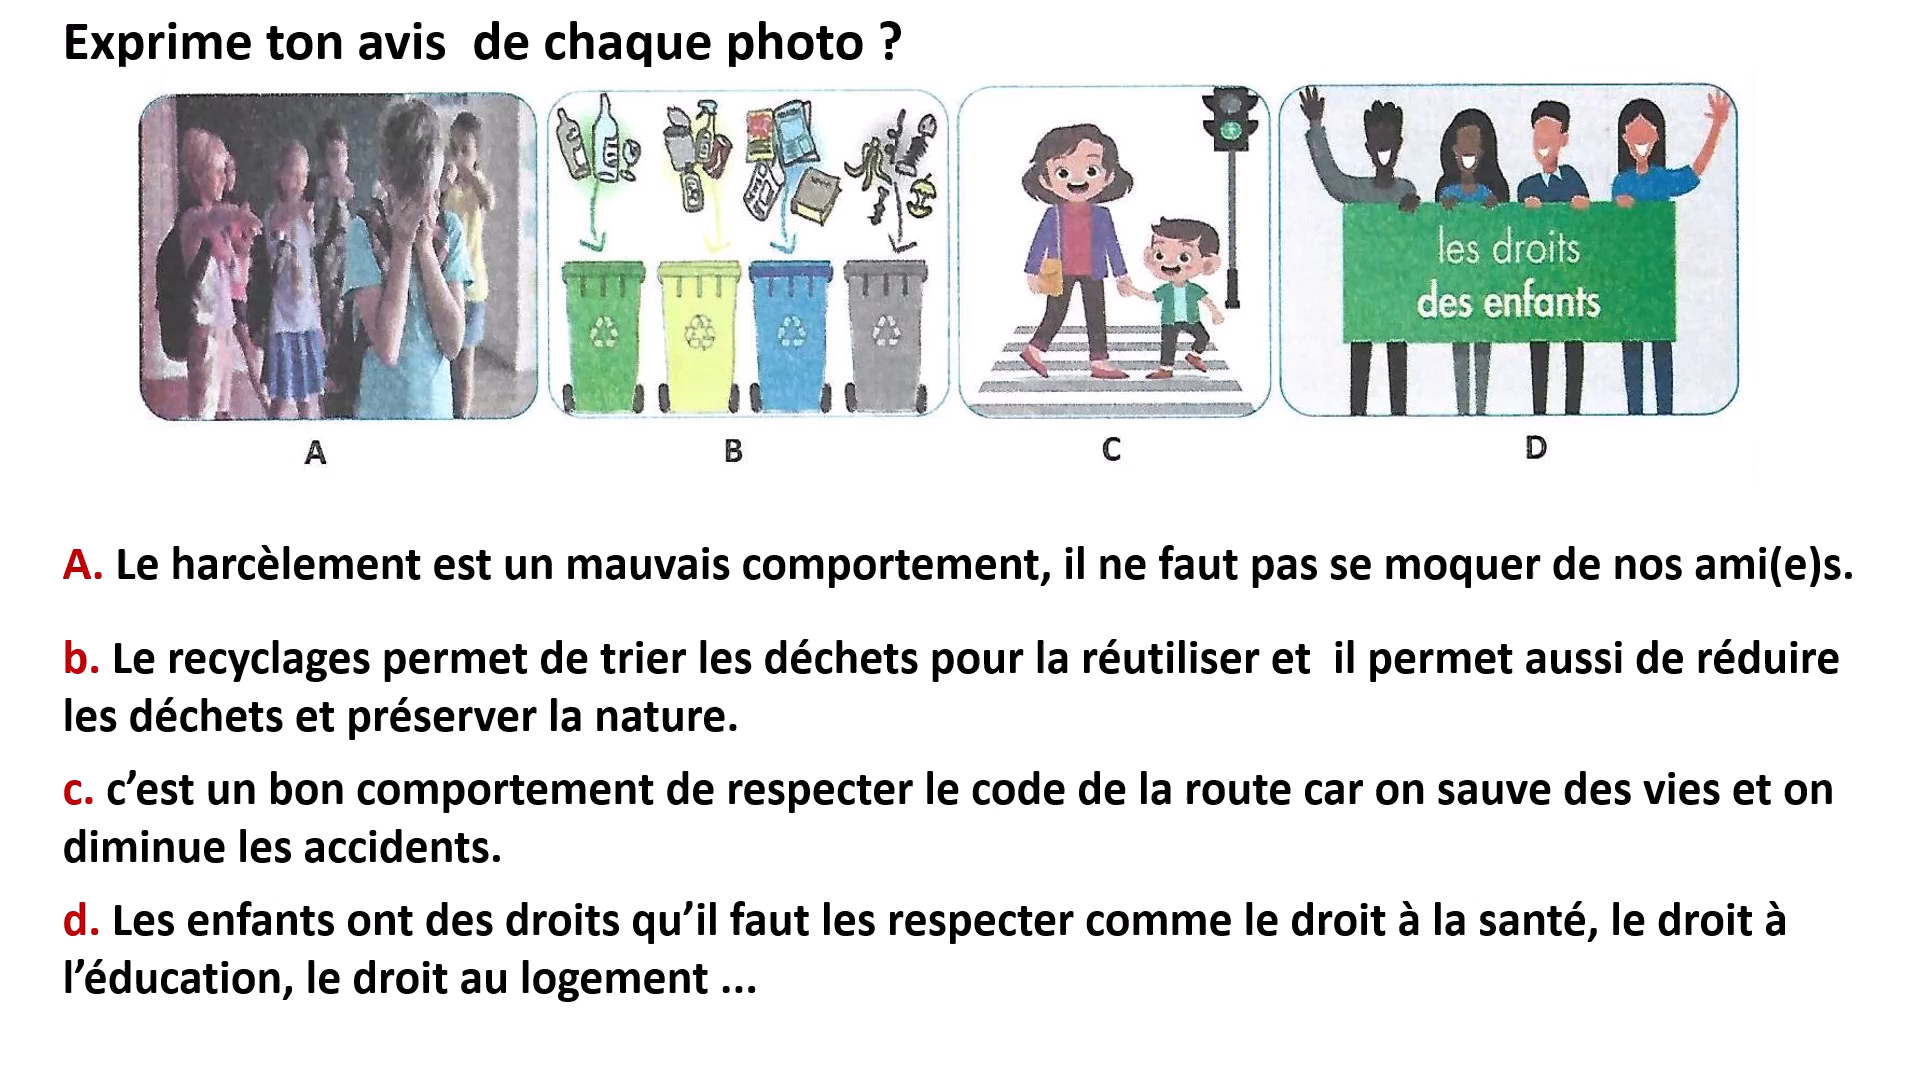 Exprime ton avis  de chaque photo ?
les droits
des enfants
A
B
C
D
A. Le harcèlement est un mauvais comportement, il ne faut pas se moquer de nos ami(e)s.
b. Le recyclages permet de trier les déchets pour la réutiliser et  il permet aussi de réduire
les déchets et préserver la nature.
c. c’est un bon comportement de respecter le code de la route car on sauve des vies et on
diminue les accidents.
d. Les enfants ont des droits qu’il faut les respecter comme le droit à la santé, le droit à
l’éducation, le droit au logement ...